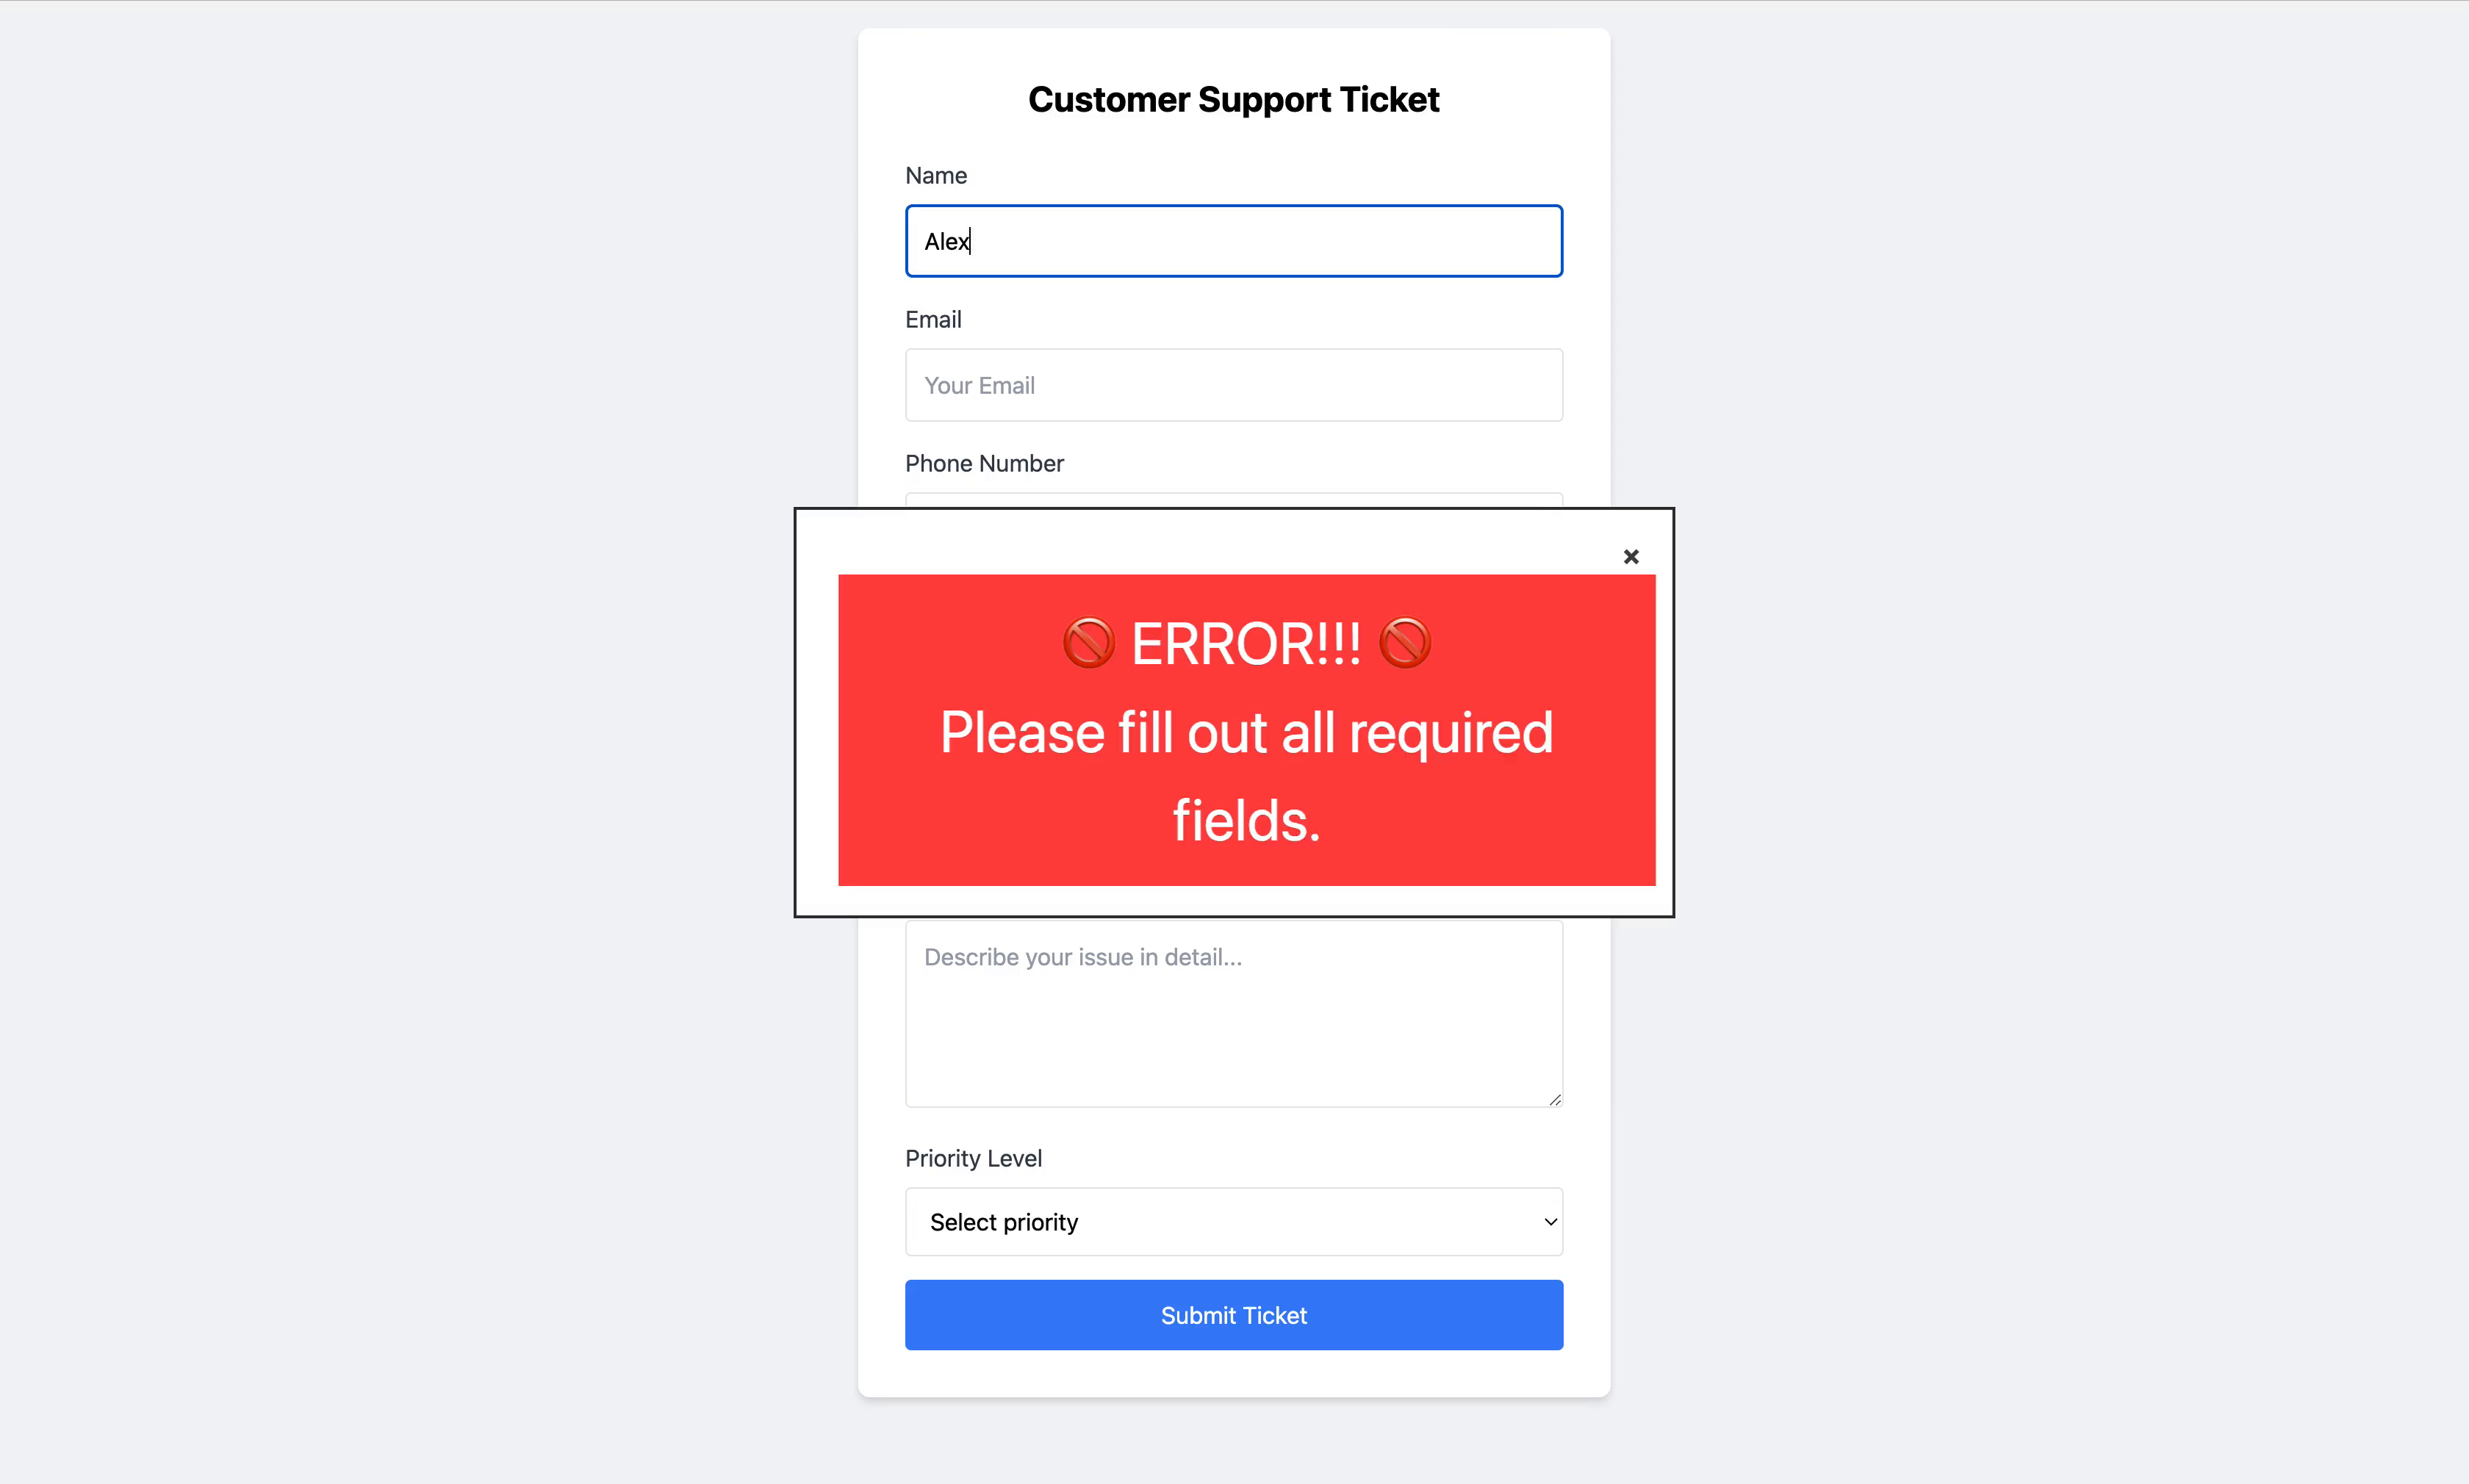 Customer Support Ticket
Name
Alex
Email
Your Email
Phone Number
×
🚫 ERROR!!! 🚫
Please fill out all required
fields.
Describe your issue in detail...
Priority Level
Select priority
Submit Ticket